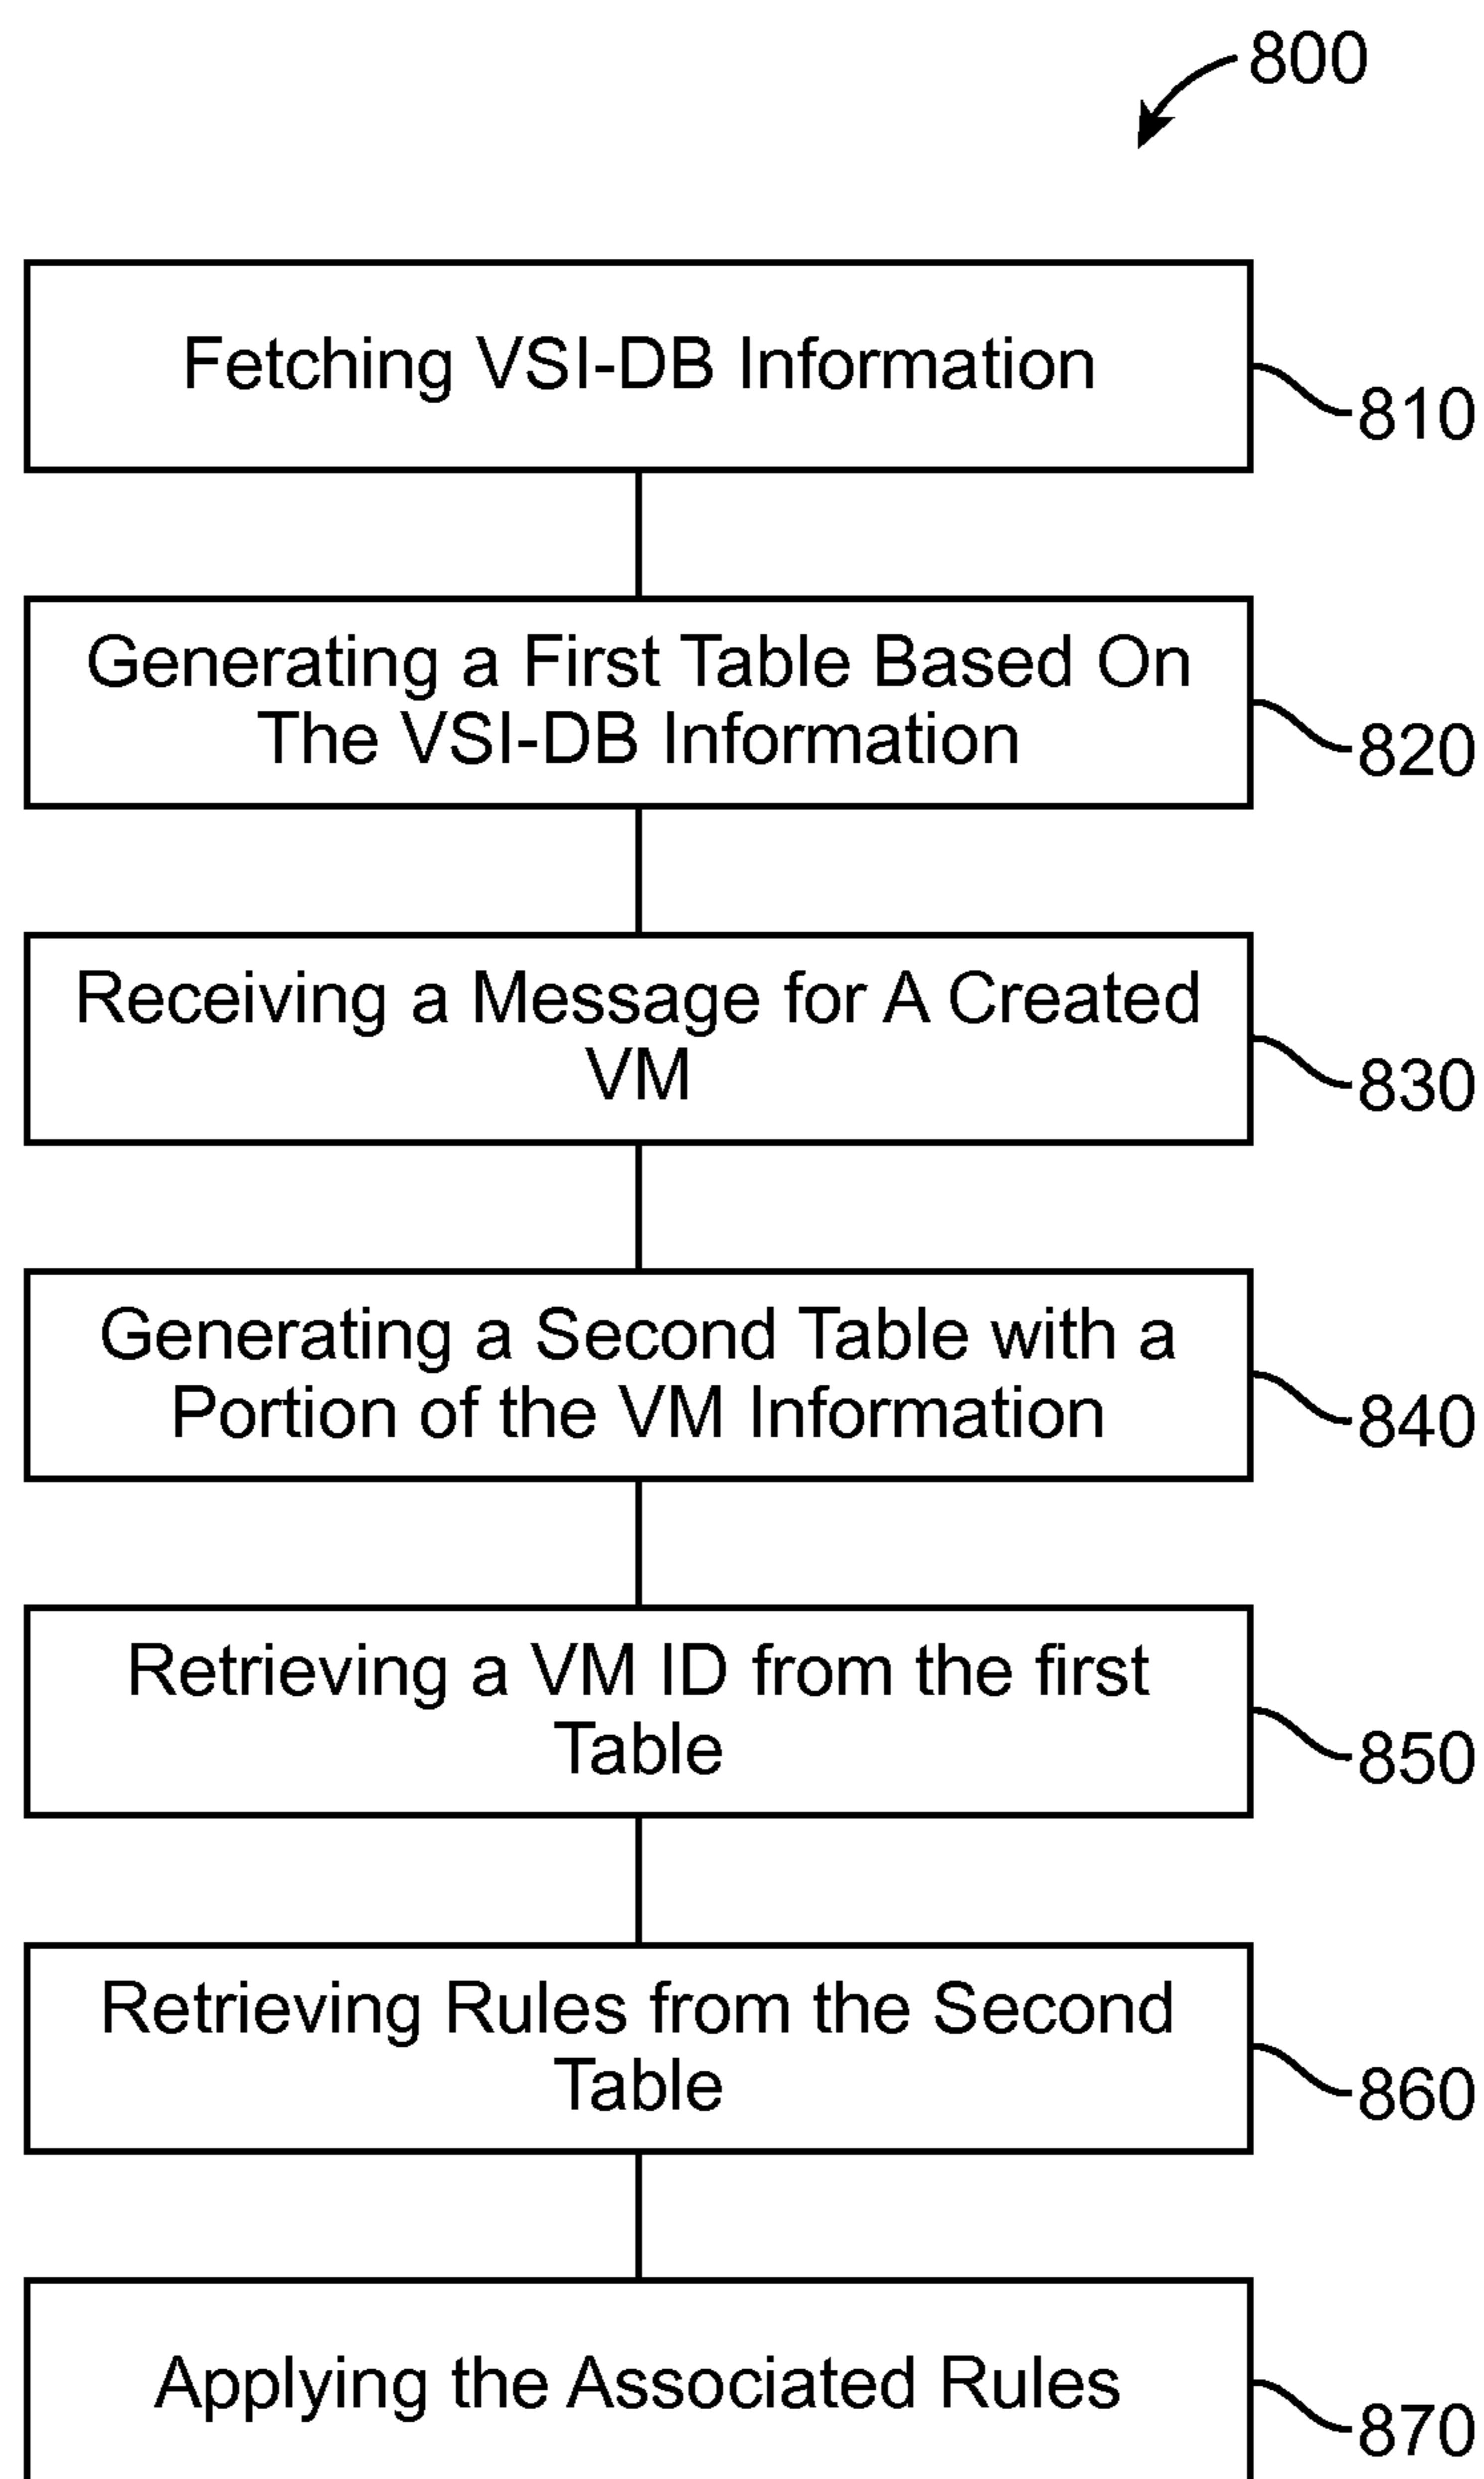 800
Fetching VSI-DB Information
810
Generating a First Table Based On
The VSI-DB Information
820
Receiving a Message for A Created
VM
830
Generating a Second Table with a
Portion of the VM Information
840
Retrieving a VM ID from the first
Table
850
Retrieving Rules from the Second
Table
860
Applying the Associated Rules
870